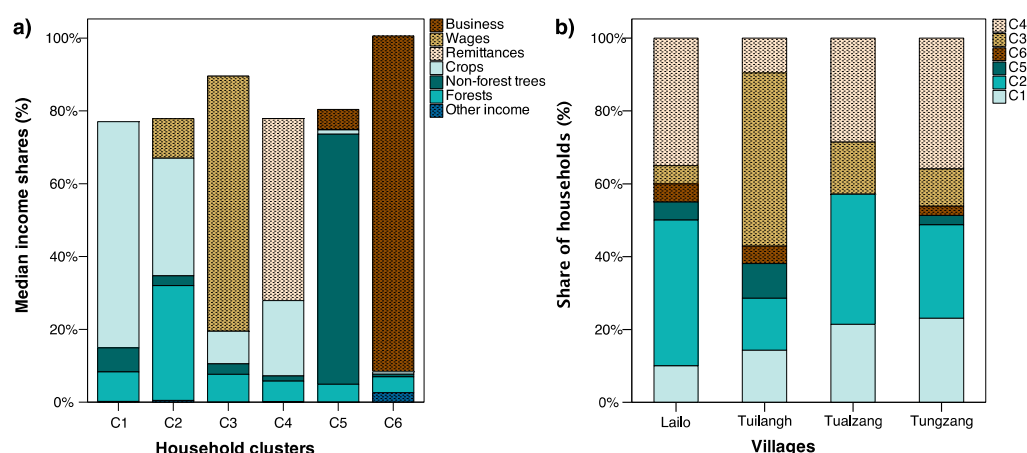 a)
Median income shares (%)
100%
80%
60%
40%
20%
0%
C1 C2 C3 C4 C5 C6
Household clusters
Business
Wages
Remittances
Crops
Non-forest trees
Forests
Other income
b)
Share of households (%)
100%
80%
60%
40%
20%
0%
Lailo Tuilangh Tualzang Tungzang
Villages
C4
C3
C6
C5
C2
C1